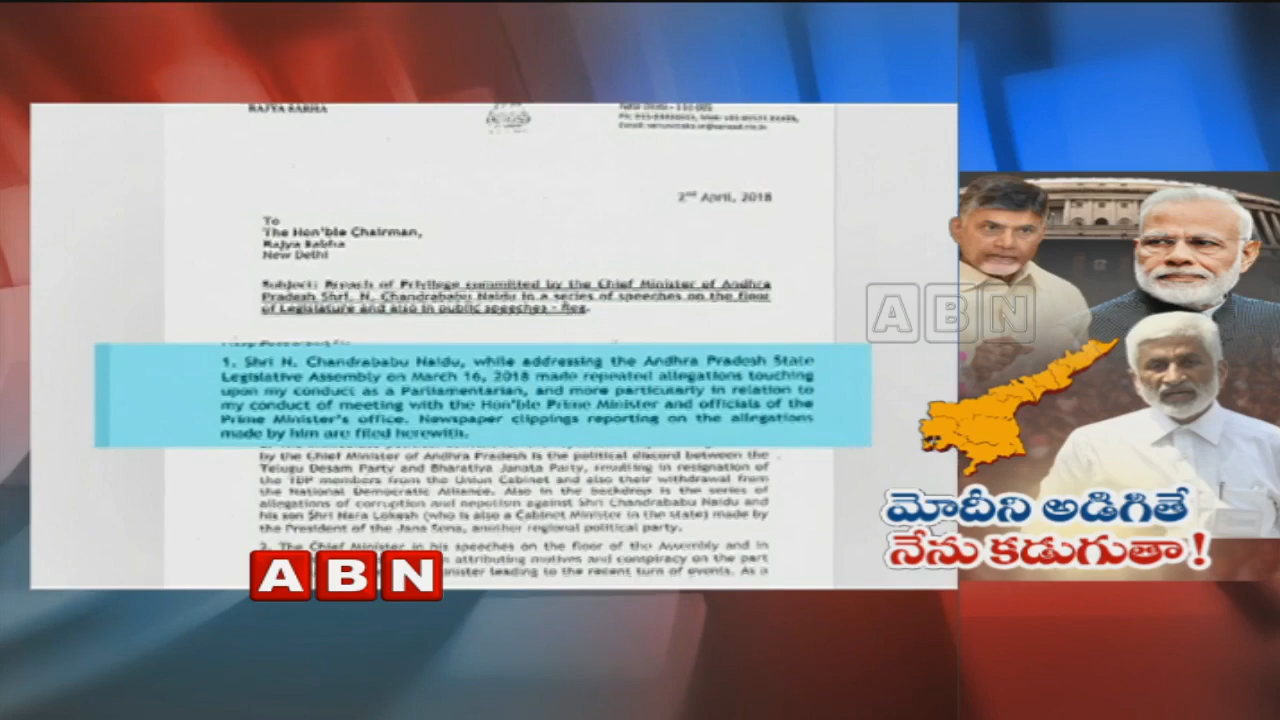 RAJYA SABHA
2nd April, 2018
To
The Hon'ble Chairman,
Rajya Sabha
New Delhi
Subject: Breach of Privilege committed by the Chief Minister of Andhra
Pradesh Shri. N. Chandrababu Naidu in a series of speeches on the floor
of Legislature and also in public speeches - Reg.
1. Shri N. Chandrababu Naidu, while addressing the Andhra Pradesh State
Legislative Assembly on March 16, 2018 made repeated allegations touching
upon my conduct as a Parliamentarian, and more particularly in relation to
my conduct of meeting with the Hon'ble Prime Minister and officials of the
Prime Minister's office. Newspaper clippings reporting on the allegations
made by him are filed herewith.
by the Chief Minister of Andhra Pradesh is the political discord between the
Telugu Desam Party and Bharatiya Janata Party, resulting in resignation of
the TDP members from the Union Cabinet and also their withdrawal from
the National Democratic Alliance. Also in the backdrop is the series of
allegations of corruption and nepotism against Shri Chandrababu Naidu and
his son Shri Nara Lokesh (who is also a Cabinet Minister in the state) made by
the President of the Jana Sena, another regional political party.
2. The Chief Minister in his speeches on the floor of the Assembly and in
attributing motives and conspiracy on the part
leading to the recent turn of events. As a
ABN
ABN
మోదీని అడిగితే
నేను కడుగుతా!